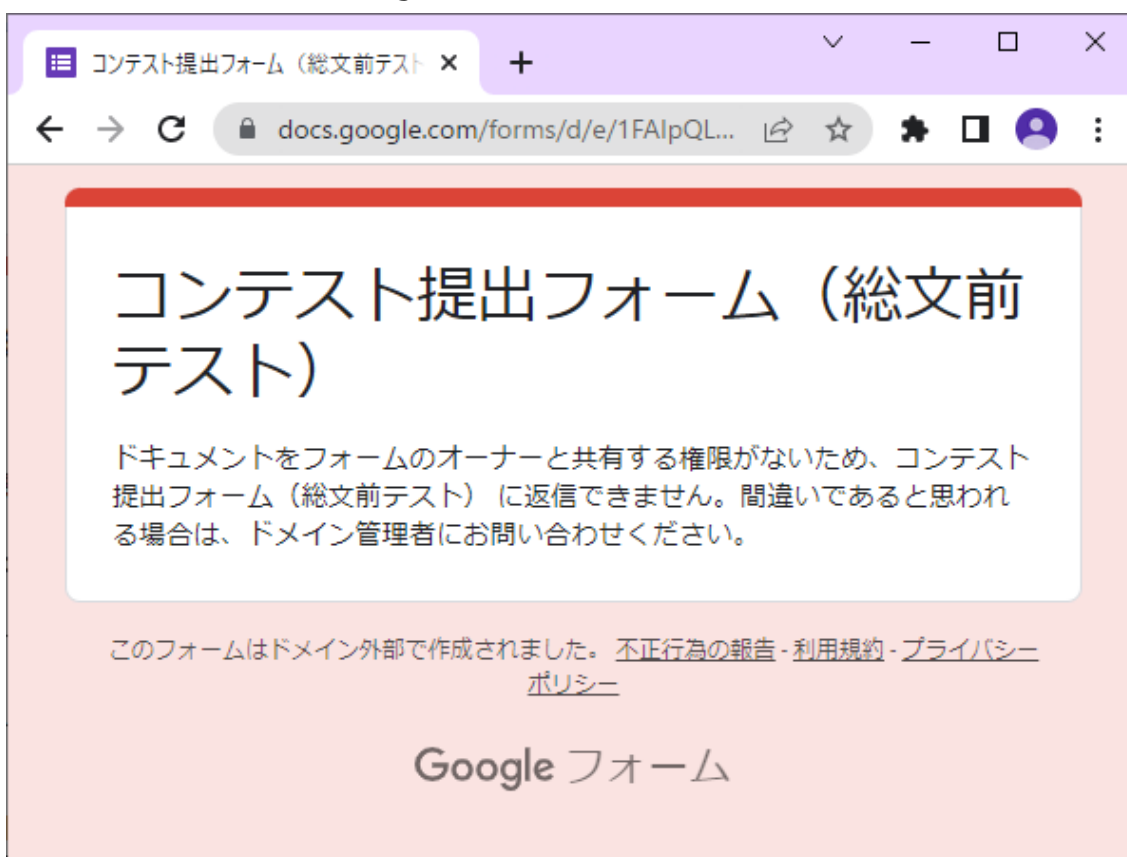 コンテスト提出フォーム（総文前テスト
docs.google.com/forms/d/e/1FAIpQL...
コンテスト提出フォーム（総文前
テスト）
ドキュメントをフォームのオーナーと共有する権限がないため、コンテスト
提出フォーム（総文前テスト） に返信できません。間違いであると思われ
る場合は、ドメイン管理者にお問い合わせください。
このフォームはドメイン外部で作成されました。 不正行為の報告 - 利用規約 - プライバシー
ポリシー
Google フォーム